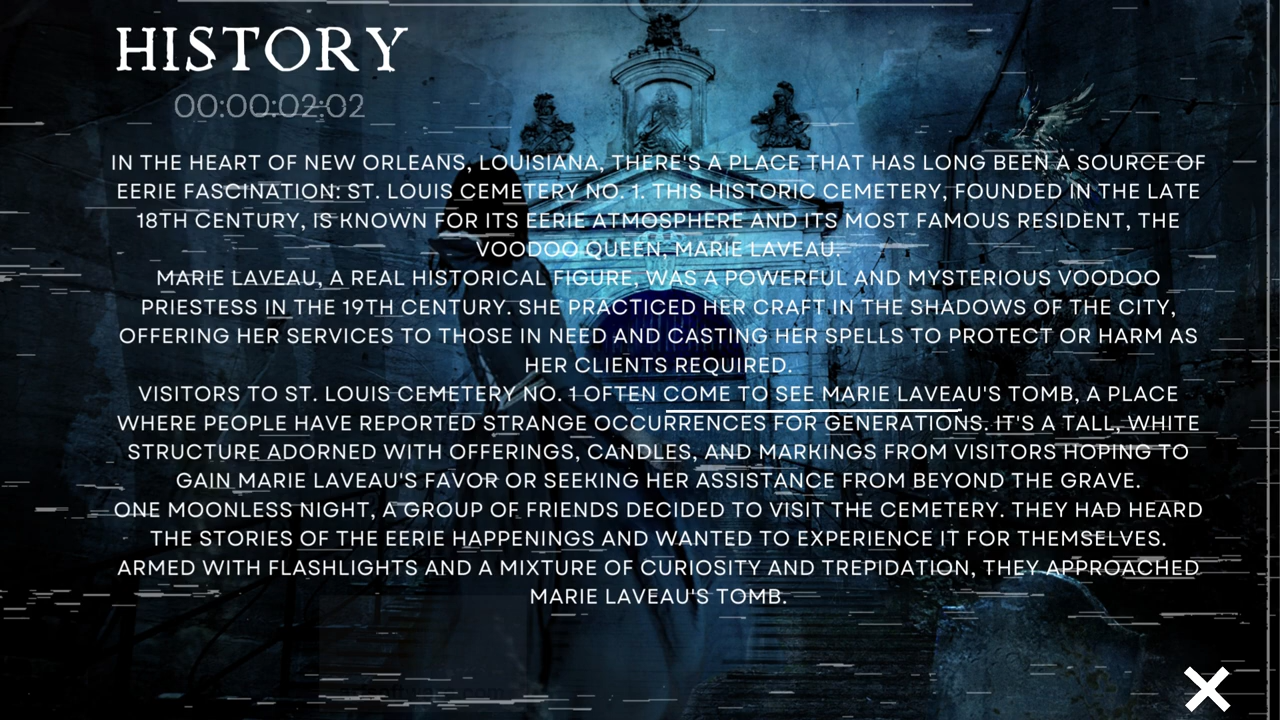 HISTORY
00:00:02:02
IN THE HEART OF NEW ORLEANS, LOUISIANA, THERE'S A PLACE THAT HAS LONG BEEN A SOURCE OF
EERIE FASCINATION: ST. LOUIS CEMETERY NO. 1. THIS HISTORIC CEMETERY, FOUNDED IN THE LATE
18TH CENTURY, IS KNOWN FOR ITS EERIE ATMOSPHERE AND ITS MOST FAMOUS RESIDENT, THE
VOODOO QUEEN, MARIE LAVEAU.
MARIE LAVEAU, A REAL HISTORICAL FIGURE, WAS A POWERFUL AND MYSTERIOUS VOODOO
PRIESTESS IN THE 19TH CENTURY. SHE PRACTICED HER CRAFT IN THE SHADOWS OF THE CITY,
OFFERING HER SERVICES TO THOSE IN NEED AND CASTING HER SPELLS TO PROTECT OR HARM AS
HER CLIENTS REQUIRED.
VISITORS TO ST. LOUIS CEMETERY NO. 1 OFTEN COME TO SEE MARIE LAVEAU'S TOMB, A PLACE
WHERE PEOPLE HAVE REPORTED STRANGE OCCURRENCES FOR GENERATIONS. IT'S A TALL, WHITE
STRUCTURE ADORNED WITH OFFERINGS, CANDLES, AND MARKINGS FROM VISITORS HOPING TO
GAIN MARIE LAVEAU'S FAVOR OR SEEKING HER ASSISTANCE FROM BEYOND THE GRAVE.
ONE MOONLESS NIGHT, A GROUP OF FRIENDS DECIDED TO VISIT THE CEMETERY. THEY HAD HEARD
THE STORIES OF THE EERIE HAPPENINGS AND WANTED TO EXPERIENCE IT FOR THEMSELVES.
ARMED WITH FLASHLIGHTS AND A MIXTURE OF CURIOSITY AND TREPIDATION, THEY APPROACHED
MARIE LAVEAU'S TOMB.